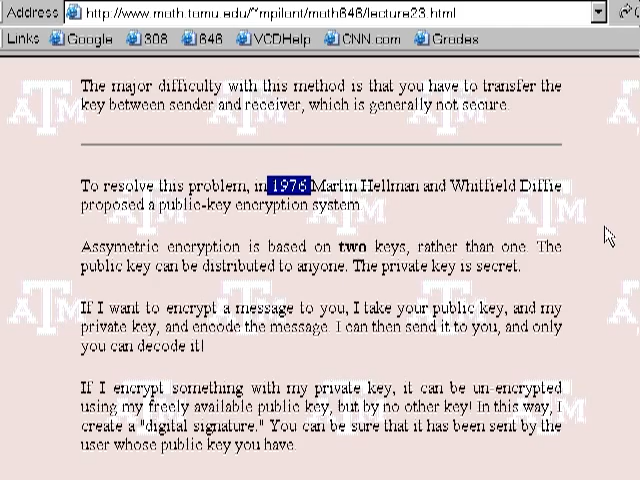 Address http://www.math.tamu.edu/~mpilant/math646/lecture23.html
Links Google 308 646 VCDHelp CNN.com Grades
The major difficulty with this method is that you have to transfer the
key between sender and receiver, which is generally not secure.
To resolve this problem, in 1976 Martin Hellman and Whitfield Diffie
proposed a public-key encryption system.
Assymetric encryption is based on two keys, rather than one. The
public key can be distributed to anyone. The private key is secret.
If I want to encrypt a message to you, I take your public key, and my
private key, and encode the message. I can then send it to you, and only
you can decode it!
If I encrypt something with my private key, it can be un-encrypted
using my freely available public key, but by no other key! In this way, I
create a "digital signature." You can be sure that it has been sent by the
user whose public key you have.